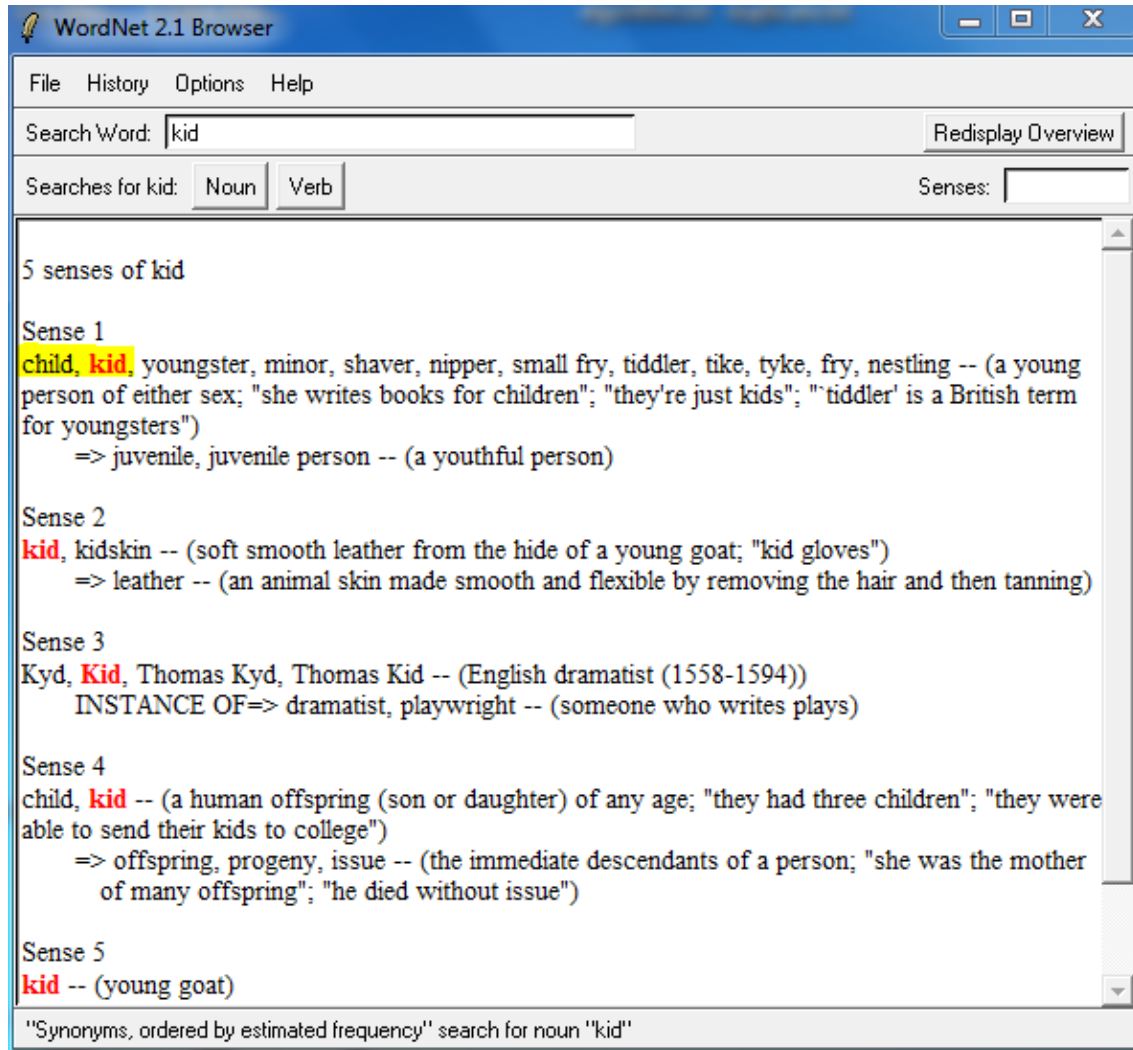 WordNet 2.1 Browser
File History Options Help
Search Word: kid Redisplay Overview
Searches for kid: Noun Verb Senses:
5 senses of kid
Sense 1
child, kid, youngster, minor, shaver, nipper, small fry, tiddler, tike, tyke, fry, nestling -- (a young
person of either sex; "she writes books for children"; "they're just kids"; "`tiddler' is a British term
for youngsters")
=> juvenile, juvenile person -- (a youthful person)
Sense 2
kid, kidskin -- (soft smooth leather from the hide of a young goat; "kid gloves")
=> leather -- (an animal skin made smooth and flexible by removing the hair and then tanning)
Sense 3
Kyd, Kid, Thomas Kyd, Thomas Kid -- (English dramatist (1558-1594))
INSTANCE OF=> dramatist, playwright -- (someone who writes plays)
Sense 4
child, kid -- (a human offspring (son or daughter) of any age; "they had three children"; "they were
able to send their kids to college")
=> offspring, progeny, issue -- (the immediate descendants of a person; "she was the mother
of many offspring"; "he died without issue")
Sense 5
kid -- (young goat)
"Synonyms, ordered by estimated frequency" search for noun "kid"